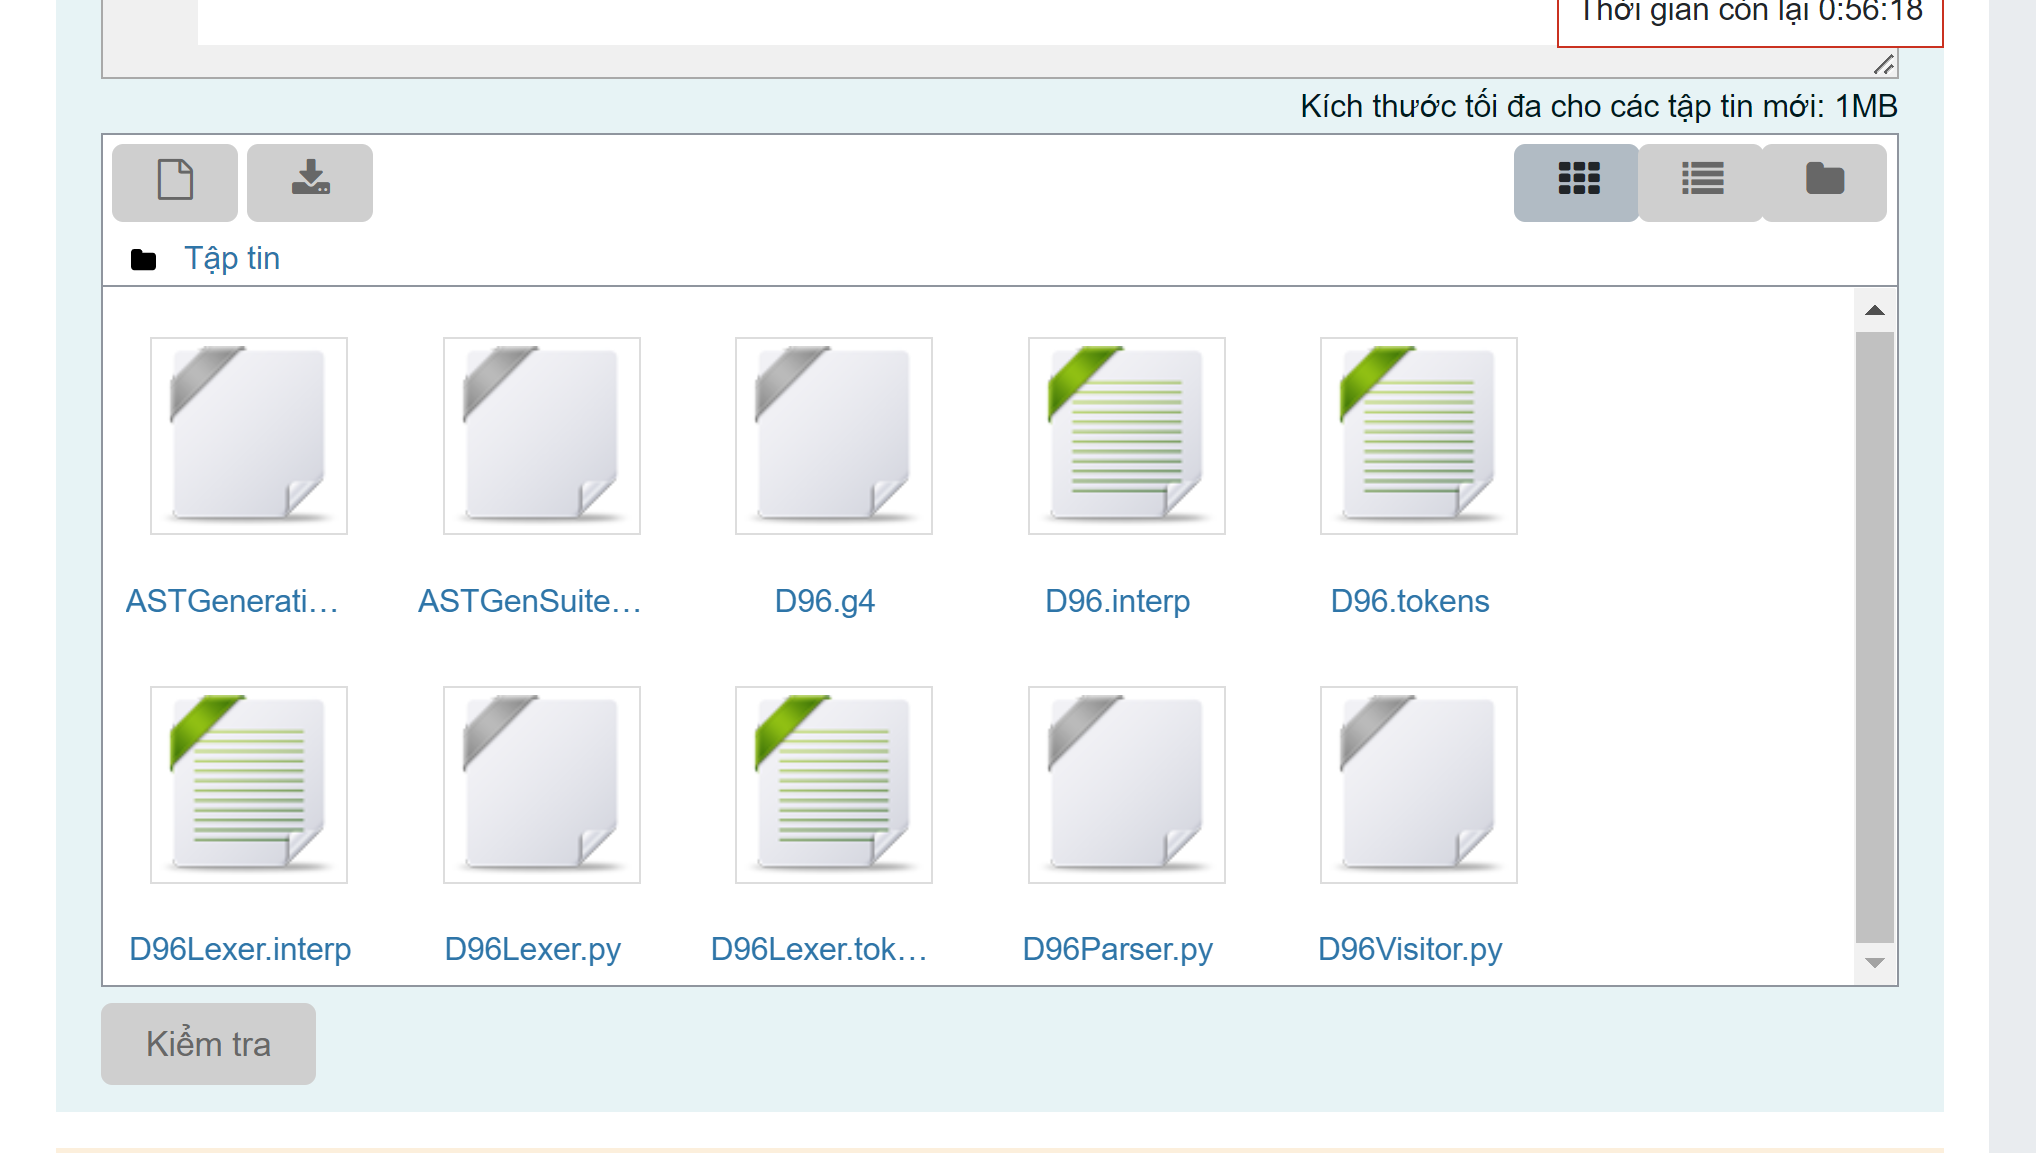 Thời gian còn lại 0:56:18
Kích thước tối đa cho các tập tin mới: 1MB
Tập tin
ASTGenerati...
ASTGenSuite...
D96.g4
D96.interp
D96.tokens
D96Lexer.interp
D96Lexer.py
D96Lexer.tok...
D96Parser.py
D96Visitor.py
Kiểm tra